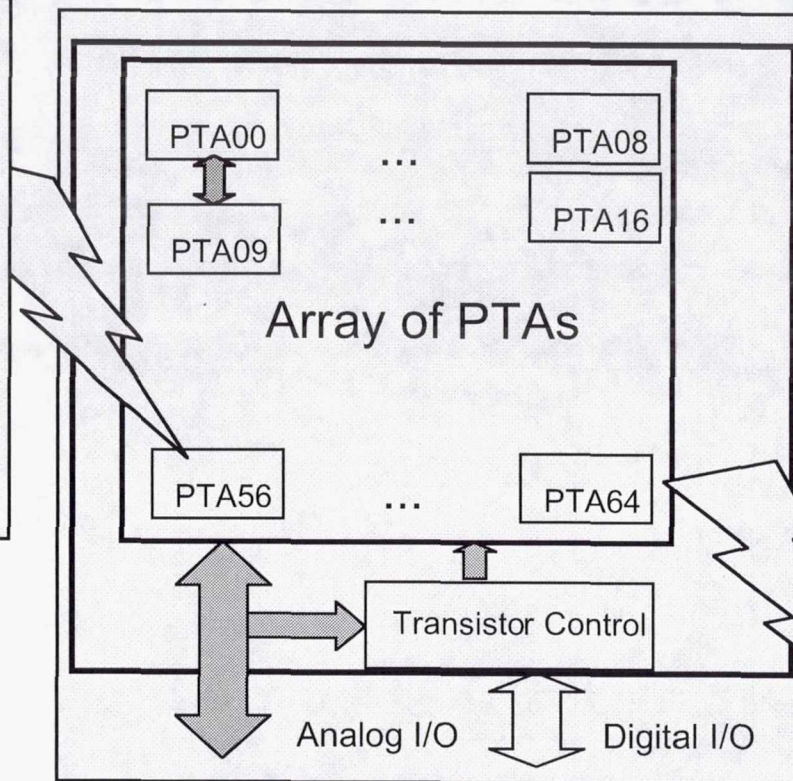 PTA00 ... PTA08
PTA09 ... PTA16
Array of PTAs
PTA56 ... PTA64
Transistor Control
Analog I/O Digital I/O